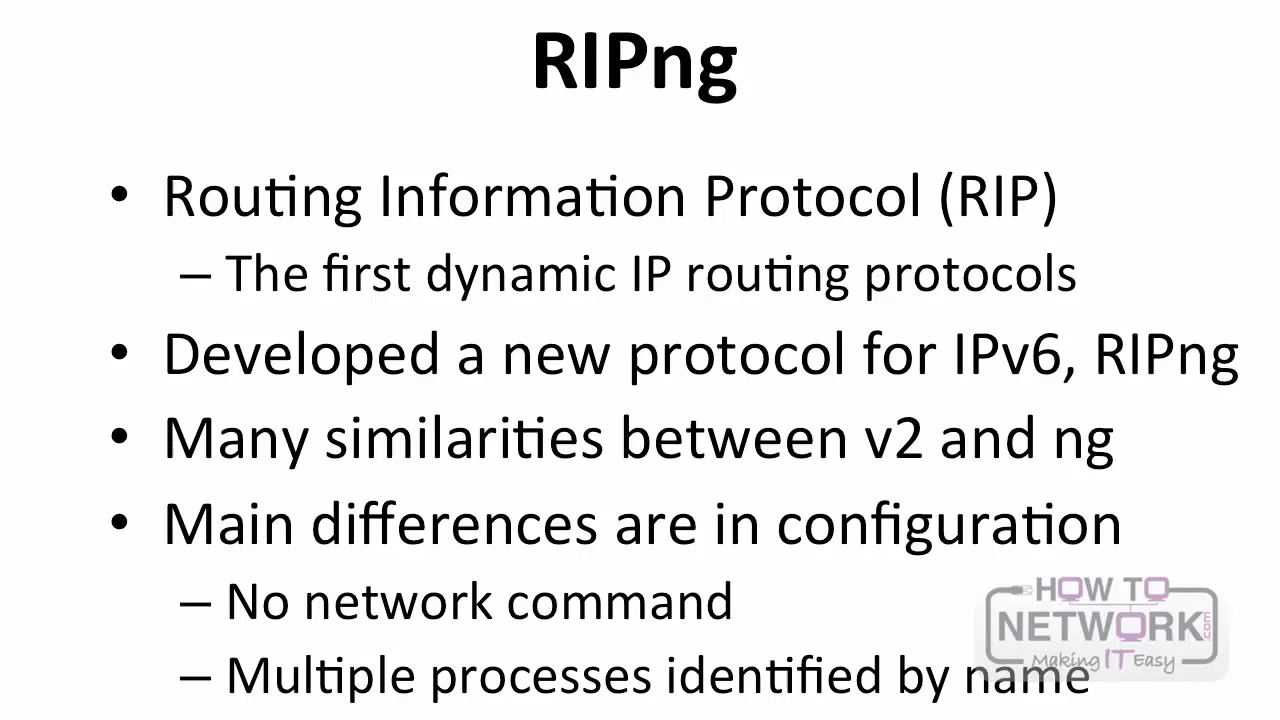 RIPng
• Routing Information Protocol (RIP)
– The first dynamic IP routing protocols
• Developed a new protocol for IPv6, RIPng
• Many similarities between v2 and ng
• Main differences are in configuration
– No network command
– Multiple processes identified by name
HOW TO
NETWORK.com
Making IT Easy